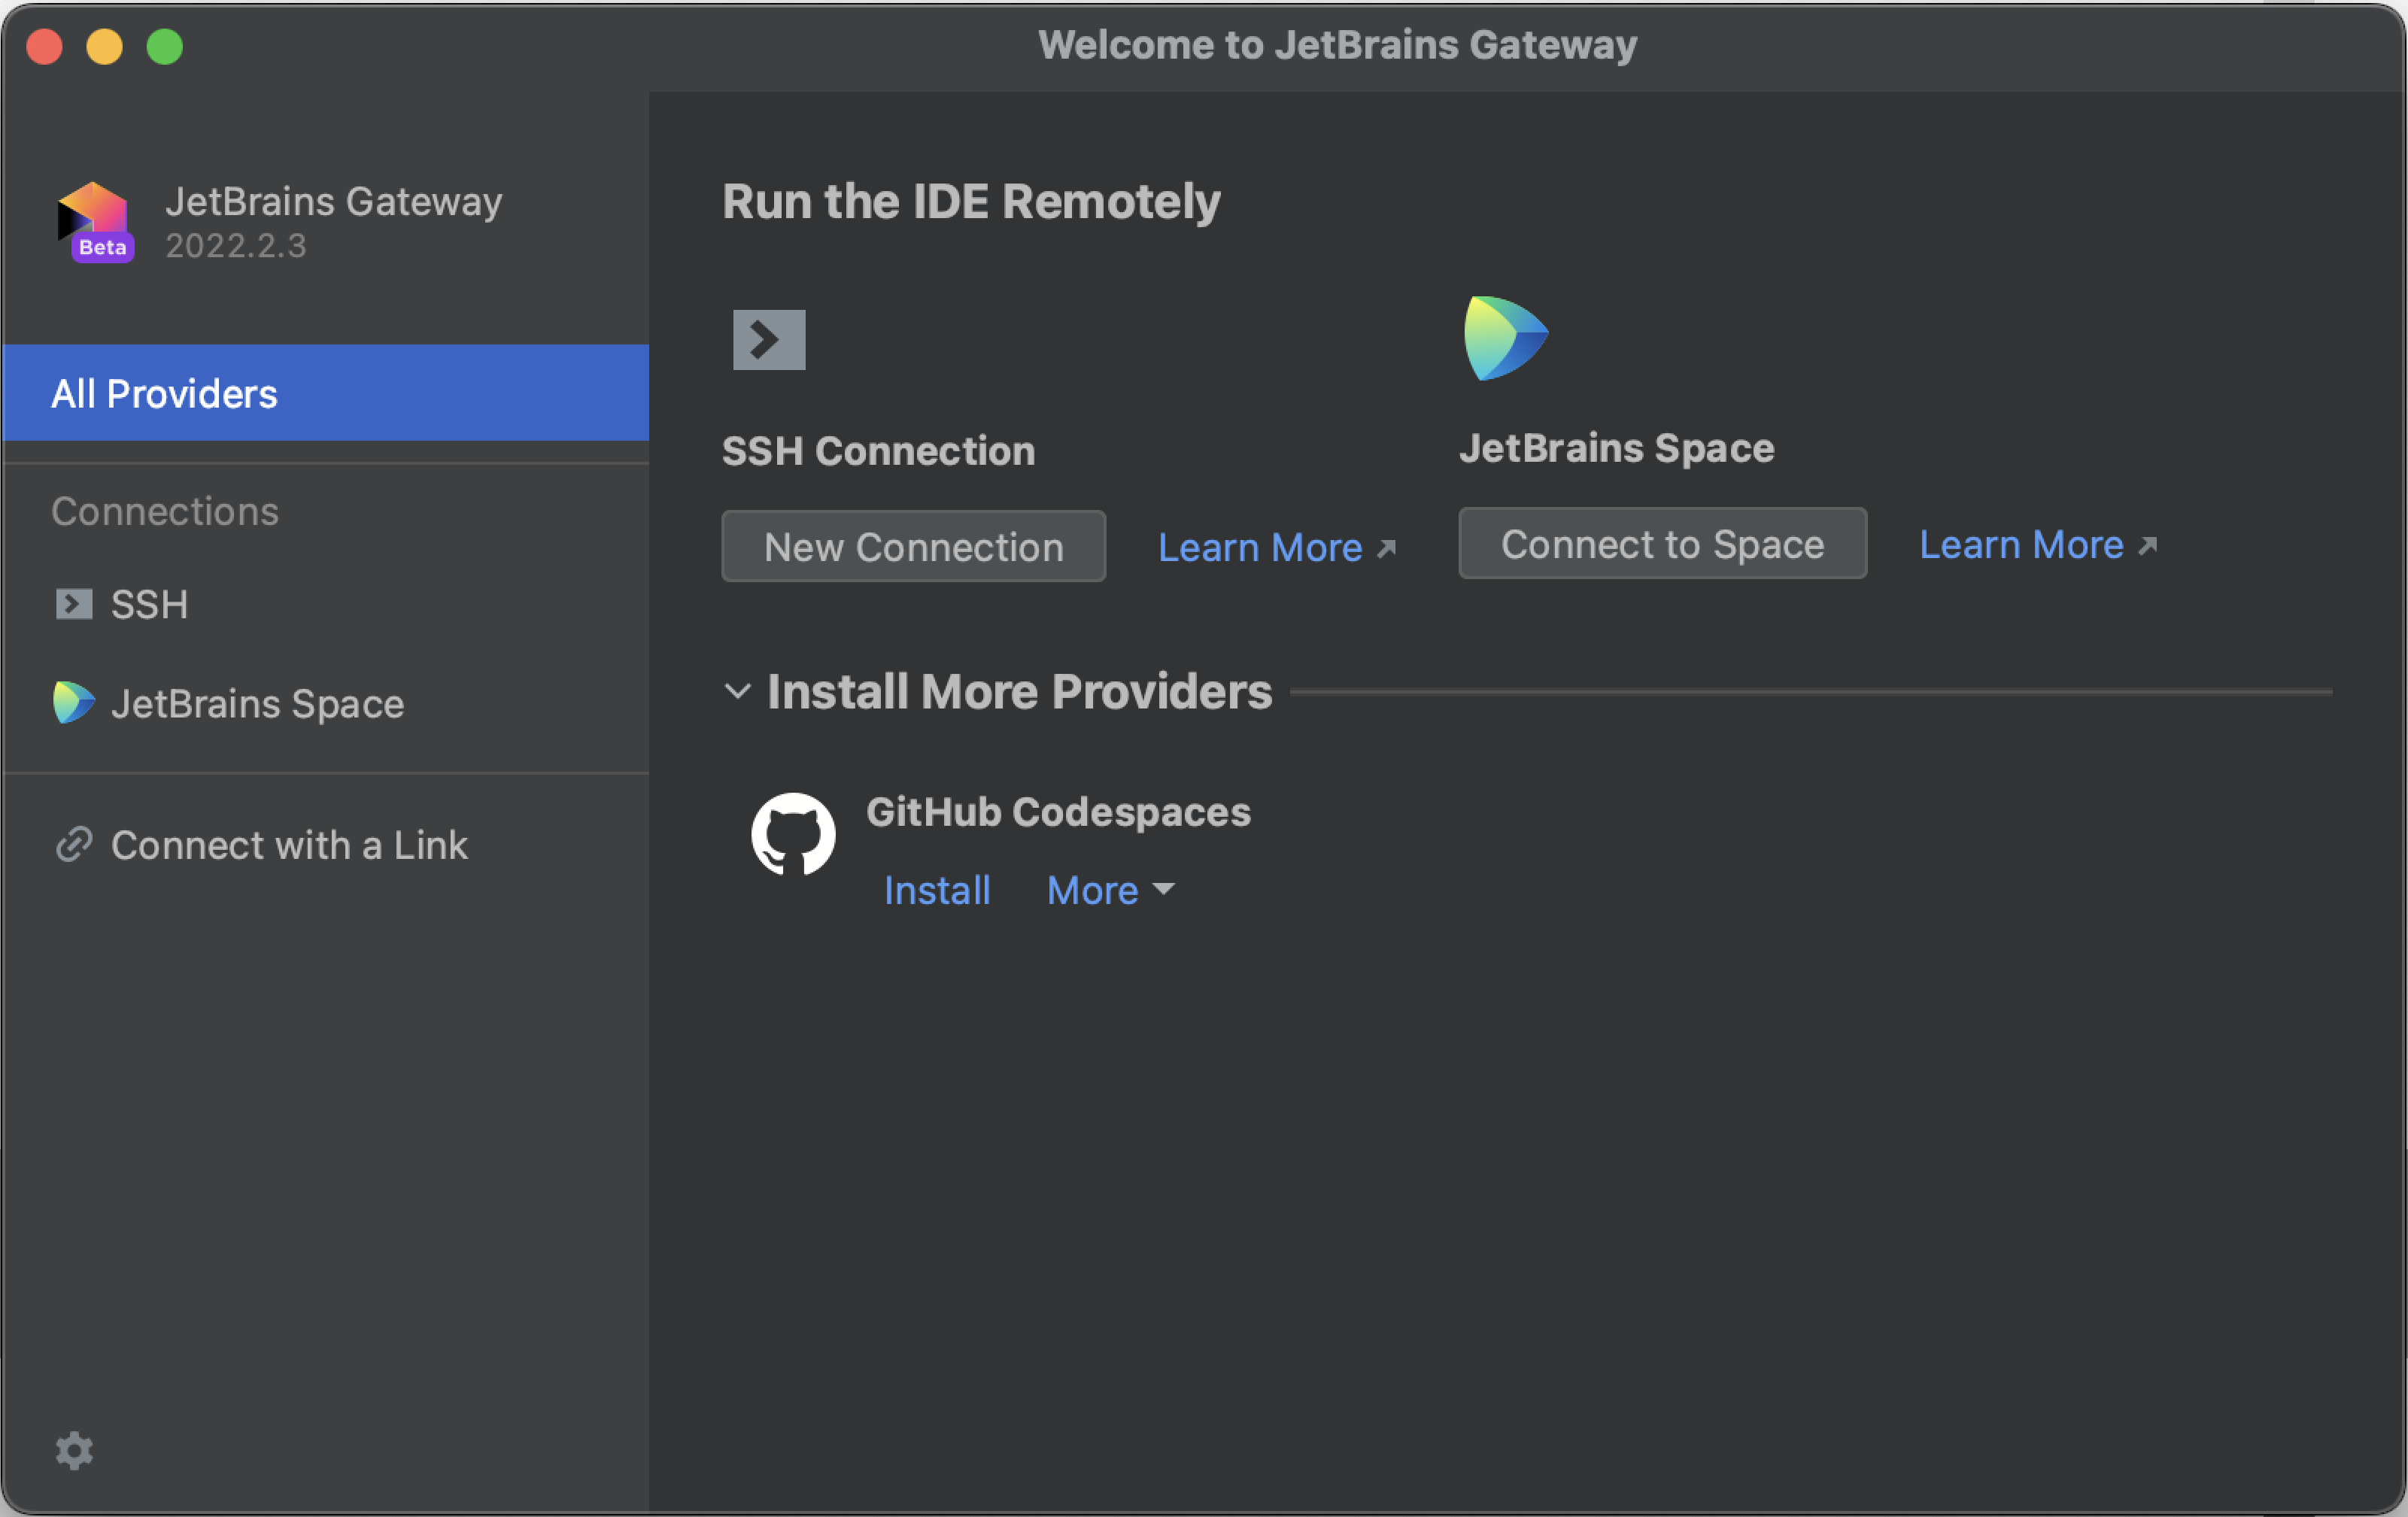 Welcome to JetBrains Gateway
JetBrains Gateway
2022.2.3
Beta
All Providers
Connections
SSH
JetBrains Space
Connect with a Link
Run the IDE Remotely
SSH Connection
New Connection
Learn More
JetBrains Space
Connect to Space
Learn More
Install More Providers
GitHub Codespaces
Install More